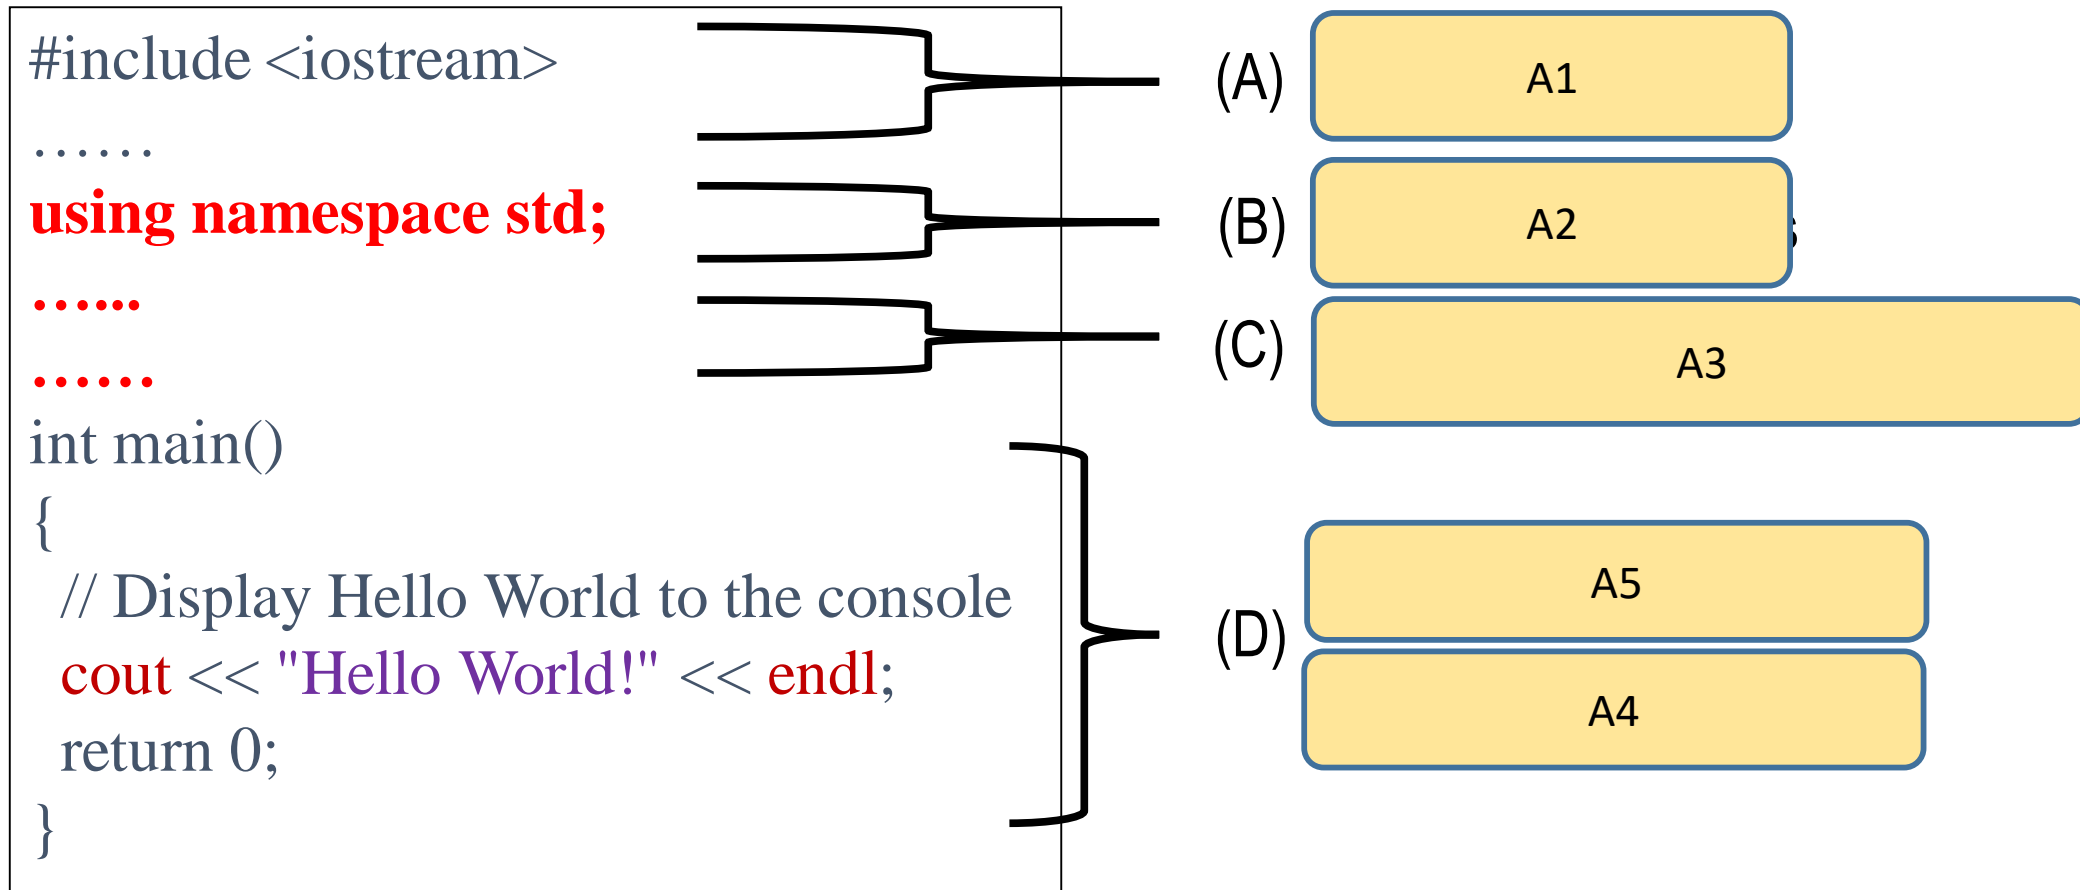 #include <iostream>
……
using namespace std;
…...
……
int main()
{
// Display Hello World to the console
cout << "Hello World!" << endl;
return 0;
}
(A) A1
(B) A2
(C) A3
(D)
A5
A4